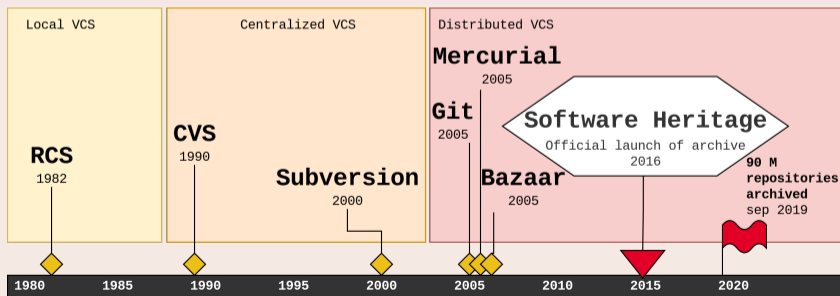 Local VCS
Centralized VCS
Distributed VCS
RCS
1982
CVS
1990
Subversion
2000
Mercurial
2005
Git
2005
Bazaar
2005
Software Heritage
Official launch of archive
2016
90 M
repositories
archived
sep 2019
1980
1985
1990
1995
2000
2005
2010
2015
2020